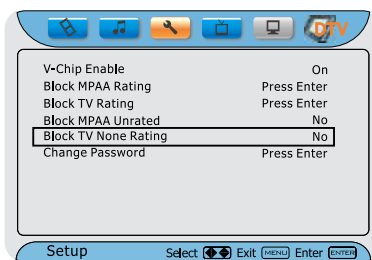 DTV
V-Chip Enable On
Block MPAA Rating Press Enter
Block TV Rating Press Enter
Block MPAA Unrated No
Block TV None Rating No
Change Password Press Enter
Setup Select Exit MENU Enter ENTER